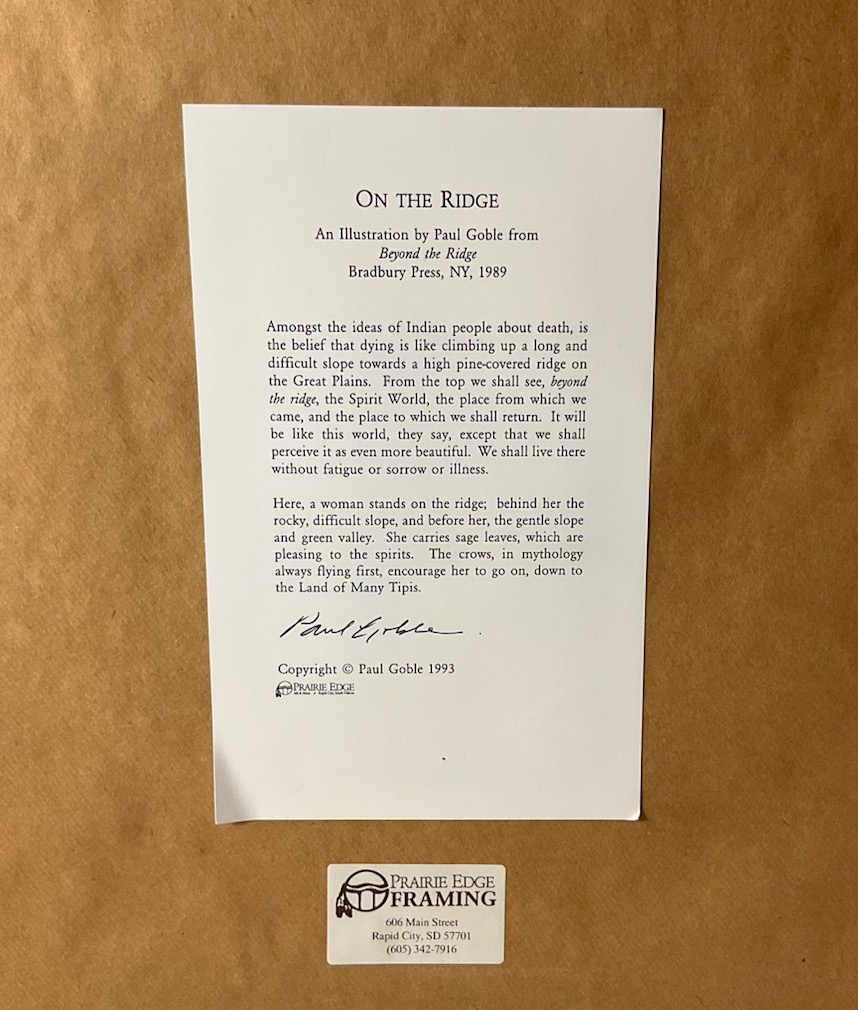 ON THE RIDGE
An Illustration by Paul Goble from
Beyond the Ridge
Bradbury Press, NY, 1989
Amongst the ideas of Indian people about death, is
the belief that dying is like climbing up a long and
difficult slope towards a high pine-covered ridge on
the Great Plains. From the top we shall see, beyond
the ridge, the Spirit World, the place from which we
came, and the place to which we shall return. It will
be like this world, they say, except that we shall
perceive it as even more beautiful. We shall live there
without fatigue or sorrow or illness.
Here, a woman stands on the ridge; behind her the
rocky, difficult slope, and before her, the gentle slope
and green valley. She carries sage leaves, which are
pleasing to the spirits. The crows, in mythology
always flying first, encourage her to go on, down to
the Land of Many Tipis.
Paul Goble
Copyright © Paul Goble 1993
PRAIRIE EDGE
Rapid City, South Dakota
PRAIRIE EDGE
FRAMING
606 Main Street
Rapid City, SD 57701
(605) 342-7916